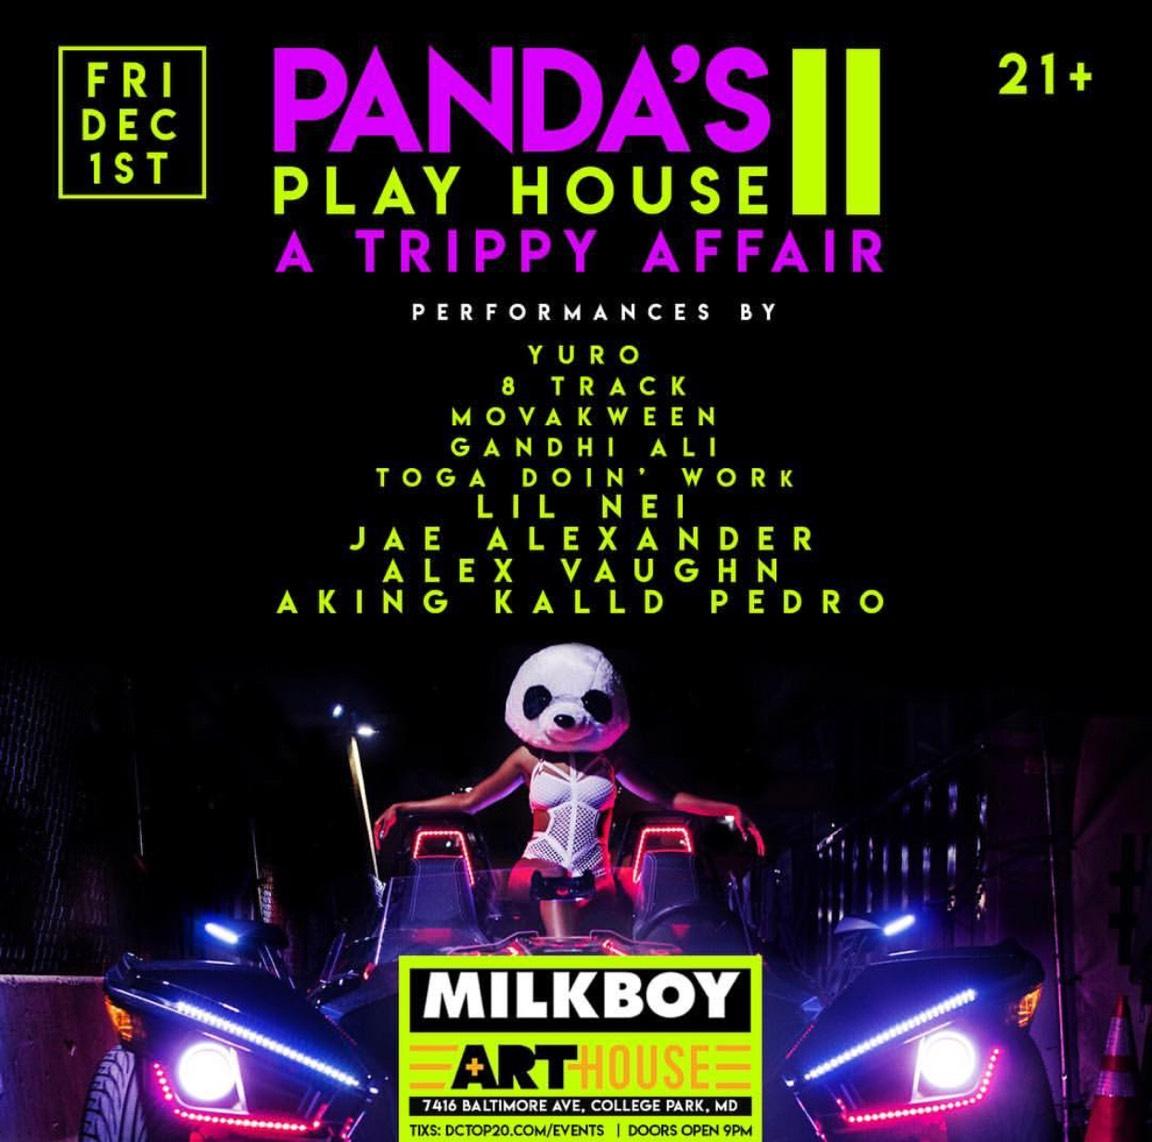 FRI
DEC
1ST
PANDA'S II
PLAY HOUSE
A TRIPPY AFFAIR
21+
PERFORMANCES BY
YURO
8 TRACK
MOVAKWEEN
GANDHI ALI
TOGA DOIN' WORK
LIL NEI
JAE ALEXANDER
ALEX VAUGHN
AKING KALLD PEDRO
MILKBOY
ART HOUSE
7416 BALTIMORE AVE, COLLEGE PARK, MD
TIXS: DCTOP20.COM/EVENTS | DOORS OPEN 9PM